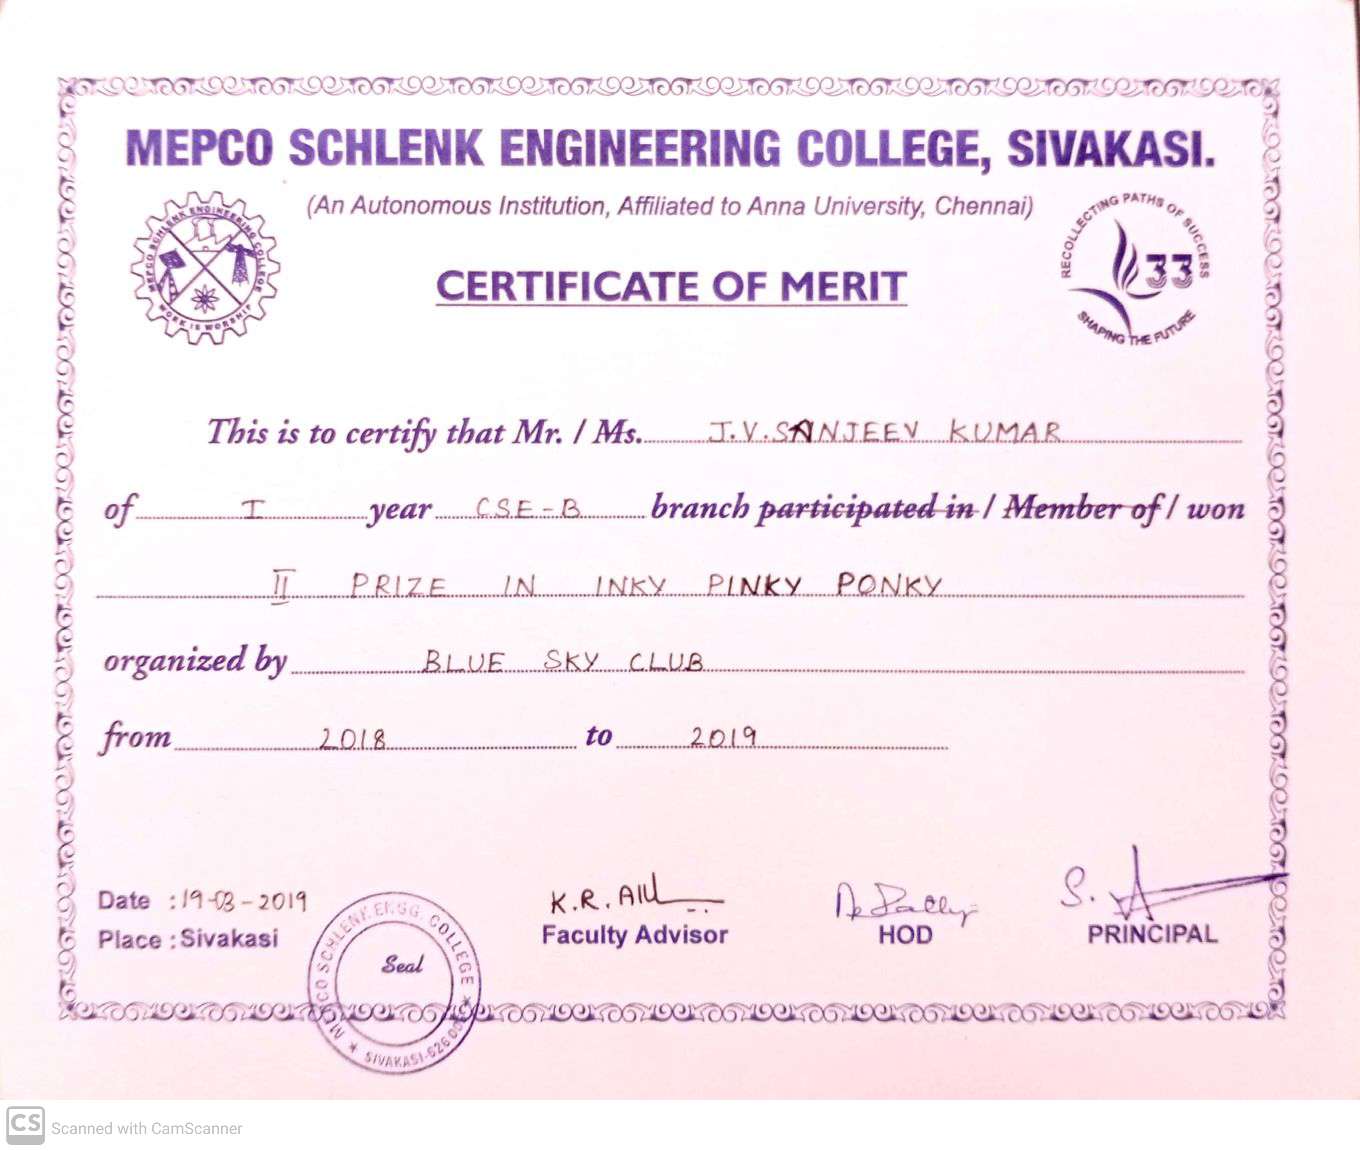 MEPCO SCHLENK ENGINEERING COLLEGE, SIVAKASI.
(An Autonomous Institution, Affiliated to Anna University, Chennai)
MEPCO SCHLENK ENGINEERING COLLEGE
WORK IS WORSHIP
RECOLLECTING PATHS OF SUCCESS
33
SHAPING THE FUTURE
CERTIFICATE OF MERIT
This is to certify that Mr. / Ms. J.V.SANJEEV KUMAR
of I year CSE-B branch participated in / Member of / won
II PRIZE IN INKY PINKY PONKY
organized by BLUE SKY CLUB
from 2018 to 2019
Date : 19-03-2019
Place : Sivakasi
MEPCO SCHLENK ENGG. COLLEGE
Seal
SIVAKASI-626 005
K.R.
Faculty Advisor
HOD
S.
PRINCIPAL
CS Scanned with CamScanner